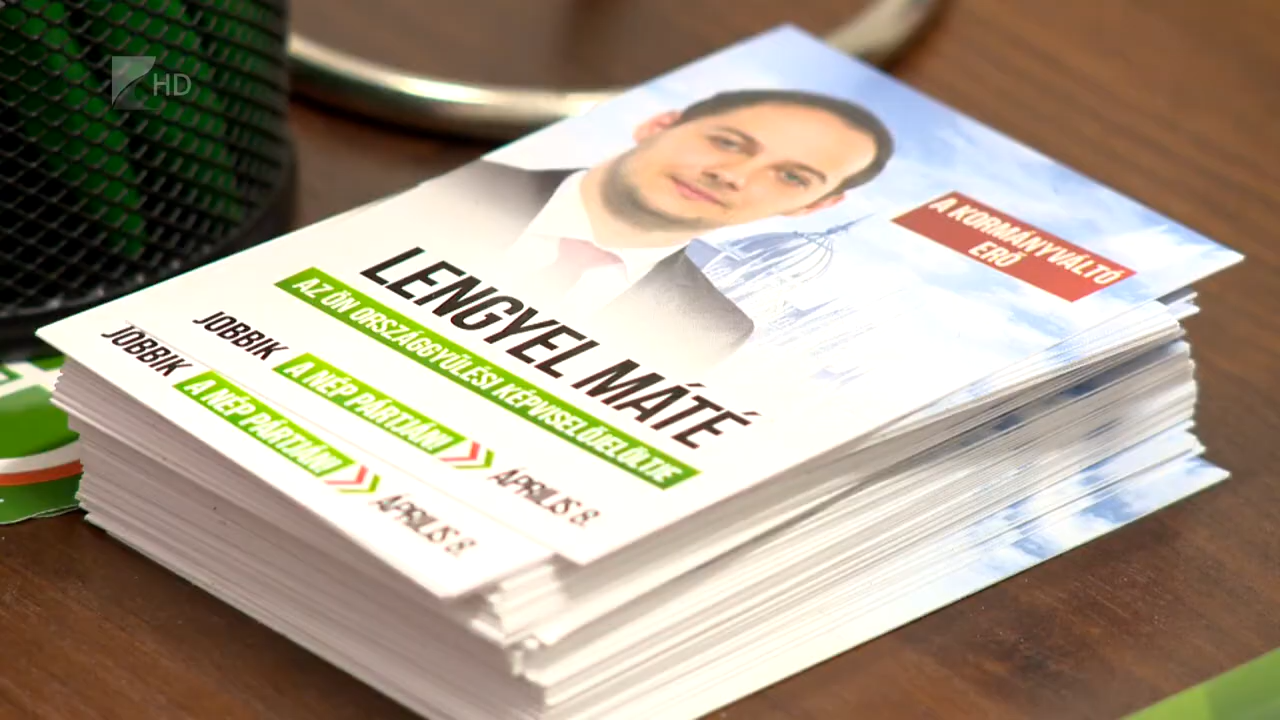 HD
A KORMÁNYVÁLTÓ
ERŐ
LENGYEL MÁTÉ
AZ ÖN ORSZÁGGYŰLÉSI KÉPVISELŐJELÖLTJE
JOBBIK A NÉP PÁRTJÁN ÁPRILIS 8.
JOBBIK A NÉP PÁRTJÁN ÁPRILIS 8.